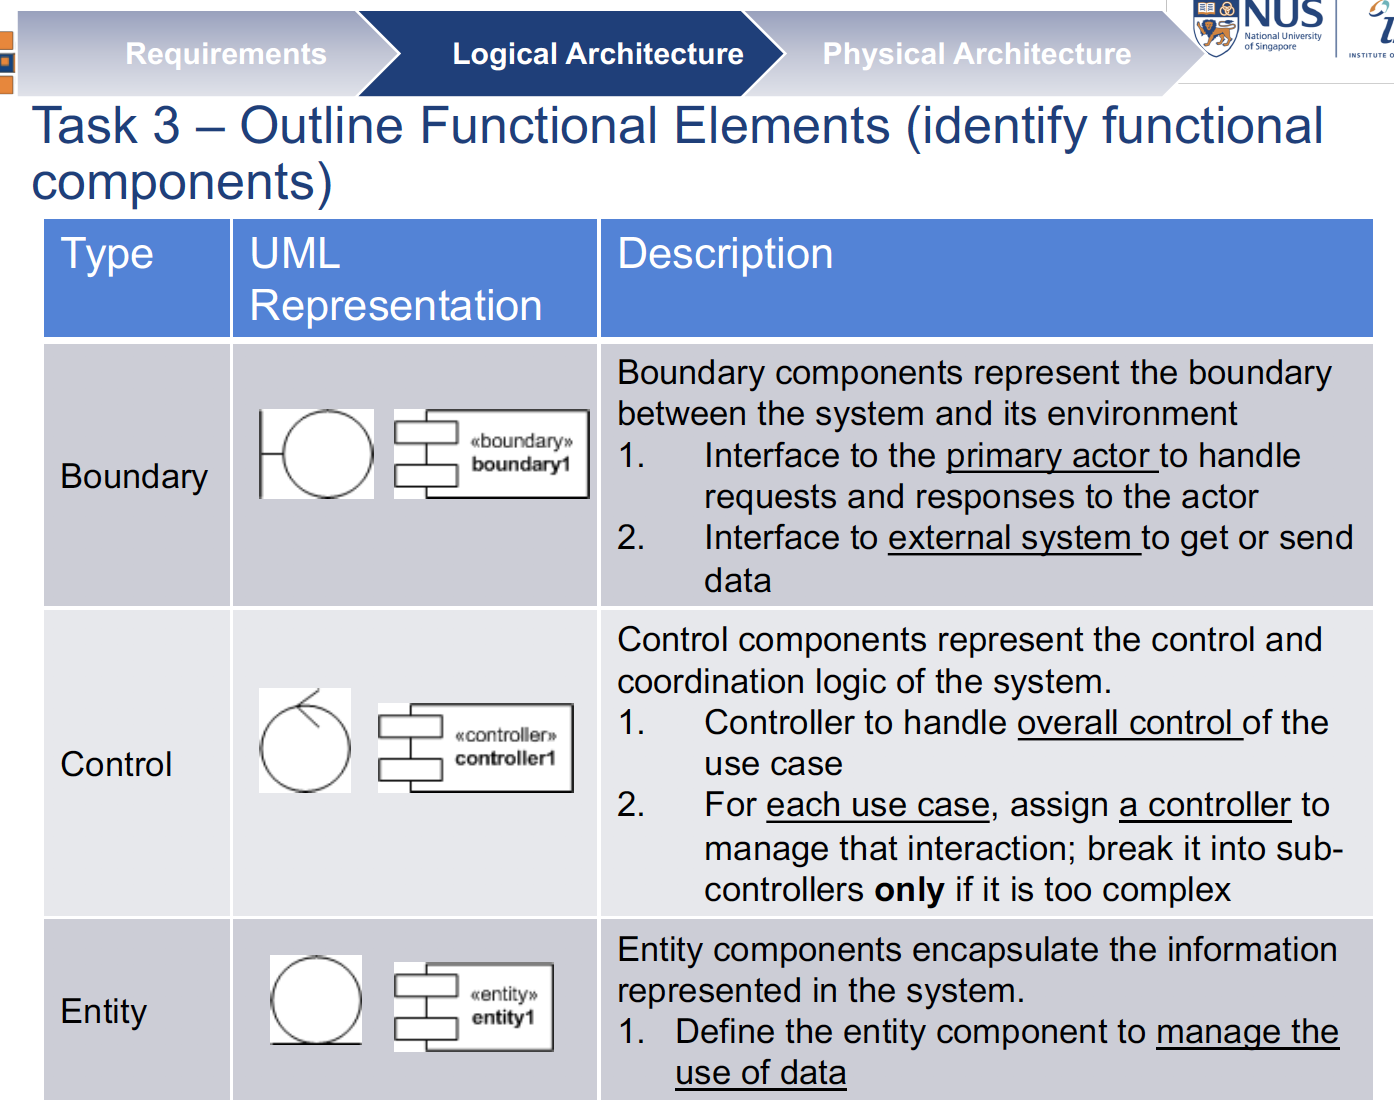 Requirements
Logical Architecture
Physical Architecture
NUS
National University
of Singapore
INSTITUTE O
Task 3 – Outline Functional Elements (identify functional
components)
Type
UML
Representation
Description
Boundary
«boundary»
boundary1
Boundary components represent the boundary
between the system and its environment
1. Interface to the primary actor to handle
requests and responses to the actor
2. Interface to external system to get or send
data
Control
«controller»
controller1
Control components represent the control and
coordination logic of the system.
1. Controller to handle overall control of the
use case
2. For each use case, assign a controller to
manage that interaction; break it into sub-
controllers only if it is too complex
Entity
«entity»
entity1
Entity components encapsulate the information
represented in the system.
1. Define the entity component to manage the
use of data